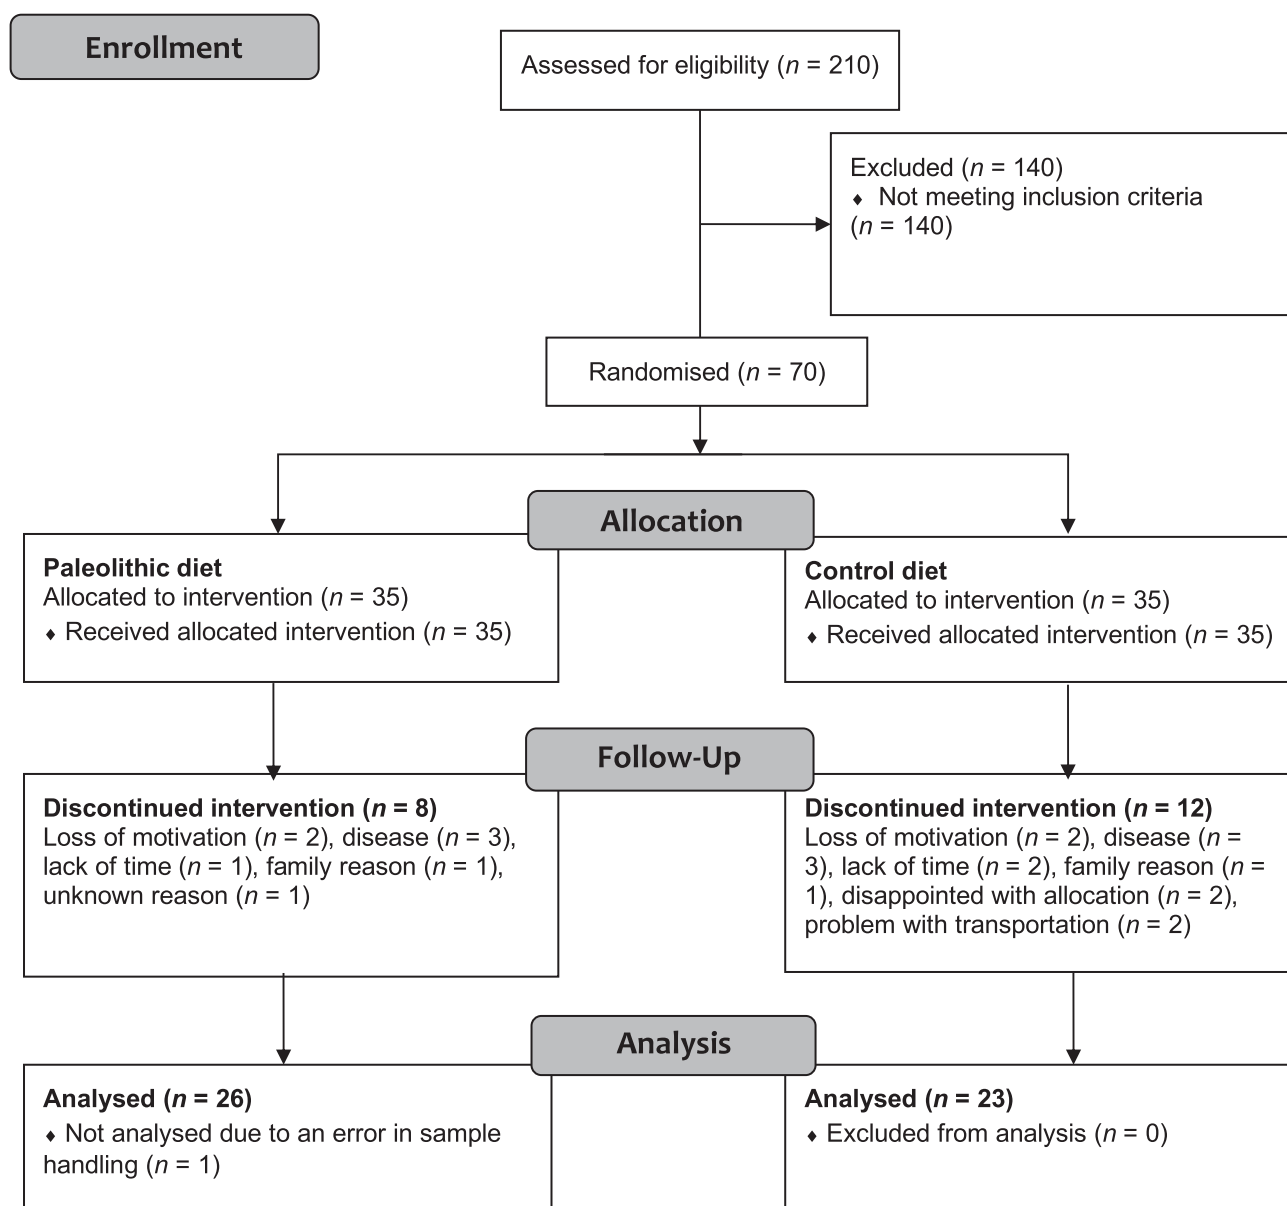 Enrollment
Assessed for eligibility (n = 210)
Excluded (n = 140)
♦ Not meeting inclusion criteria
(n = 140)
Randomised (n = 70)
Allocation
Paleolithic diet
Allocated to intervention (n = 35)
♦ Received allocated intervention (n = 35)
Control diet
Allocated to intervention (n = 35)
♦ Received allocated intervention (n = 35)
Follow-Up
Discontinued intervention (n = 8)
Loss of motivation (n = 2), disease (n = 3),
lack of time (n = 1), family reason (n = 1),
unknown reason (n = 1)
Discontinued intervention (n = 12)
Loss of motivation (n = 2), disease (n =
3), lack of time (n = 2), family reason (n =
1), disappointed with allocation (n = 2),
problem with transportation (n = 2)
Analysis
Analysed (n = 26)
♦ Not analysed due to an error in sample
handling (n = 1)
Analysed (n = 23)
♦ Excluded from analysis (n = 0)